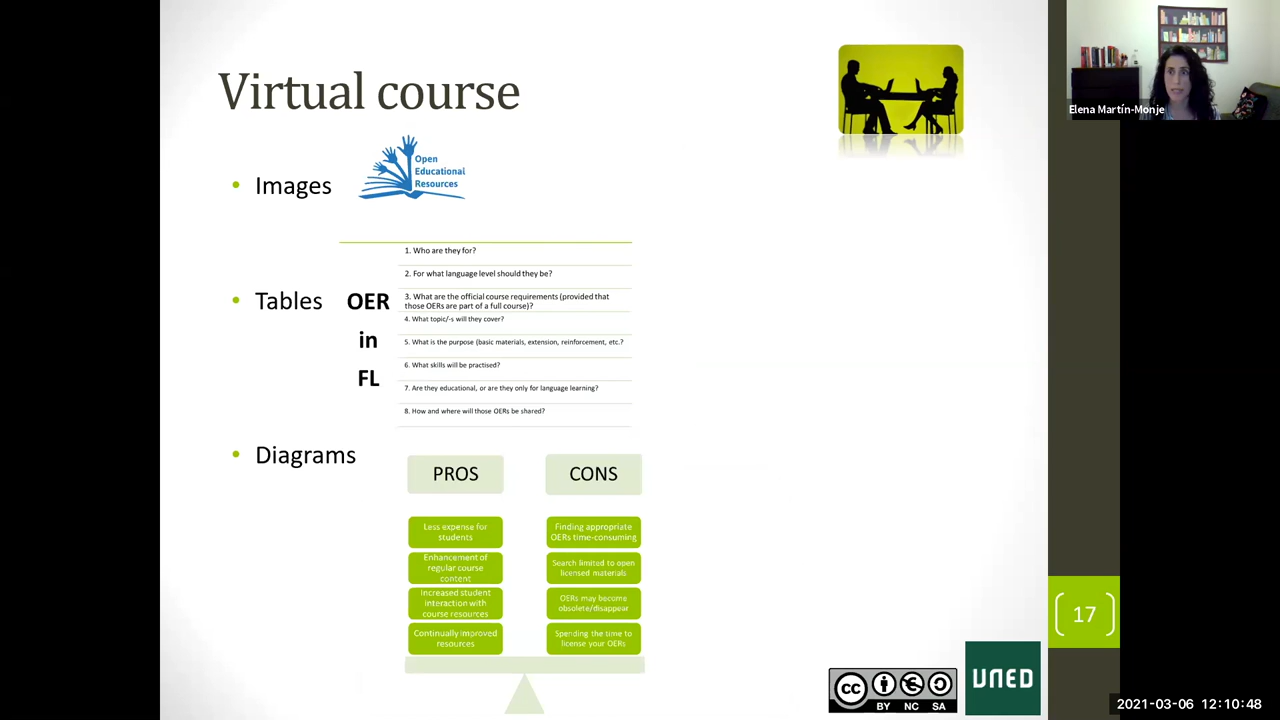 Virtual course
Elena Martín-Monje
• Images
Open
Educational
Resources
• Tables
OER
in
FL
1. Who are they for?
2. For what language level should they be?
3. What are the official course requirements (provided that
those OERs are part of a full course)?
4. What topic/-s will they cover?
5. What is the purpose (basic materials, extension, reinforcement, etc.?
6. What skills will be practised?
7. Are they educational, or are they only for language learning?
8. How and where will those OERs be shared?
• Diagrams
PROS
Less expense for
students
Enhancement of
regular course
content
Increased student
interaction with
course resources
Continually improved
resources
CONS
Finding appropriate
OERs time-consuming
Search limited to open
licensed materials
OERs may become
obsolete/disappear
Spending the time to
license your OERs
17
cc
BY NC SA
UNED
2021-03-06 12:10:48